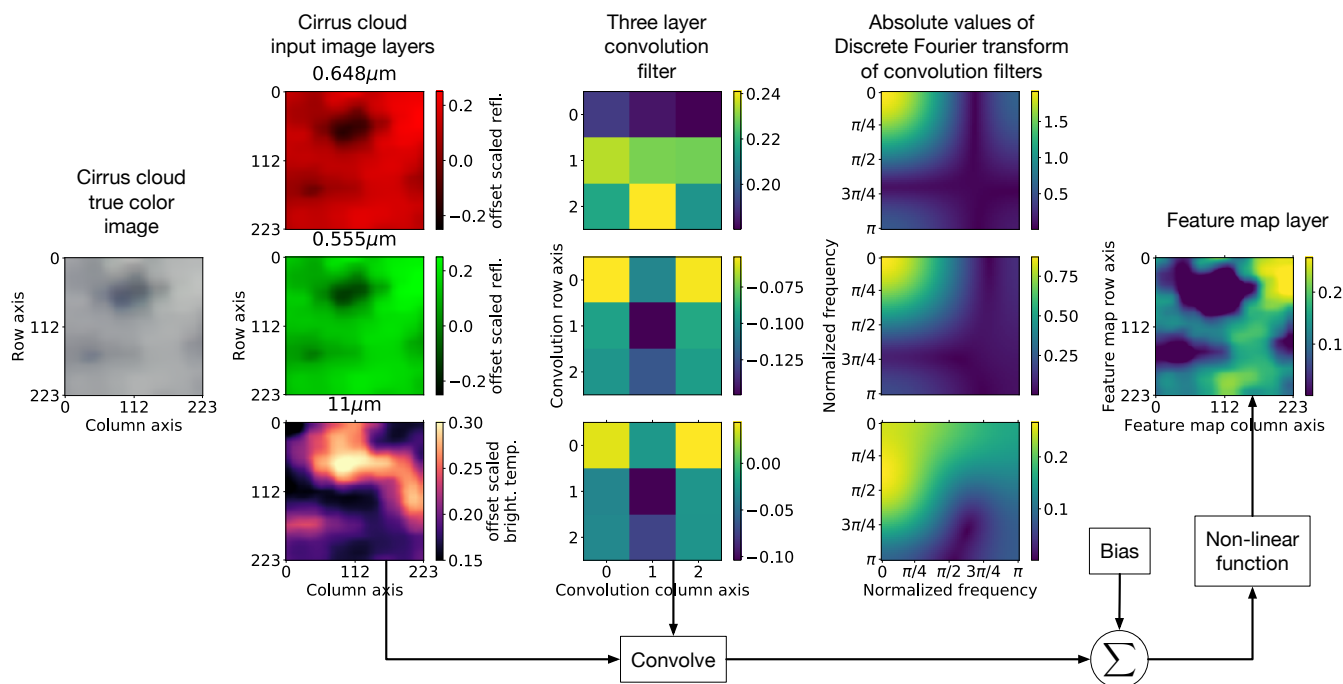 Cirrus cloud
input image layers
Three layer
convolution
filter
Absolute values of
Discrete Fourier transform
of convolution filters
Cirrus cloud
true color
image
Row axis
0
112
223
0
112
223
Column axis
0.648μm
0
112
223
0.25
0.0
−0.25
offset scaled refl.
0.555μm
Row axis
0
112
223
0.25
0.0
−0.25
offset scaled refl.
11μm
0
112
223
0
112
223
Column axis
0.30
0.25
0.20
0.15
offset scaled
bright. temp.
0
1
2
0.24
0.22
0.20
Convolution row axis
0
1
2
−0.075
−0.100
−0.125
0
1
2
0
1
2
Convolution column axis
0.00
−0.05
−0.10
0
π/4
π/2
3π/4
π
1.5
1.0
0.5
Normalized frequency
0
π/4
π/2
3π/4
π
0.75
0.50
0.25
0
π/4
π/2
3π/4
π
0
π/4
π/2
3π/4
π
Normalized frequency
0.2
0.1
Feature map layer
Feature map row axis
0
112
223
0
112
223
Feature map column axis
0.2
0.1
Bias
Non-linear
function
Convolve
Σ